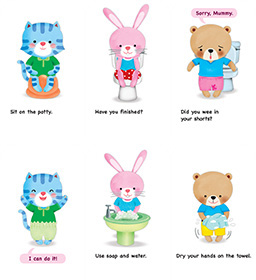 Sorry, Mummy.
Sit on the potty.
Have you finished?
Did you wee in
your shorts?
I can do it!
Use soap and water.
Dry your hands on the towel.